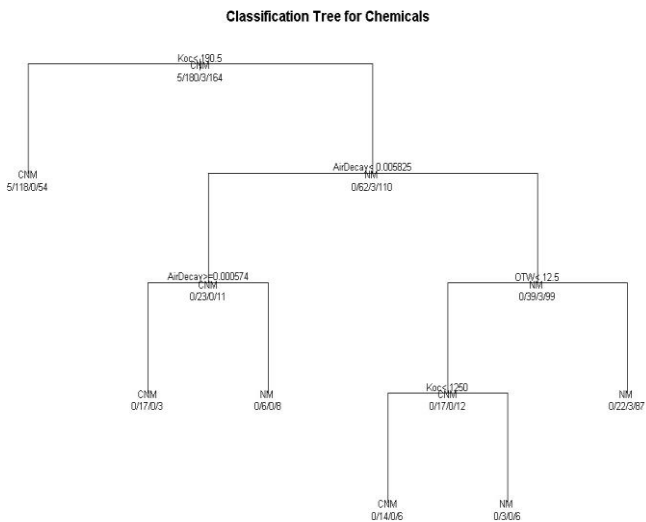 Classification Tree for Chemicals
Koc< 190.5
CNM
5/180/3/164
AirDecay< 0.005825
CNM
5/118/0/54
NM
0/62/3/110
AirDecay>=0.000574
CNM
0/23/0/11
OTW< 12.5
NM
0/39/3/99
Koc< 1250
CNM
0/17/0/3
NM
0/6/0/8
CNM
0/17/0/12
NM
0/22/3/87
CNM
0/14/0/6
NM
0/3/0/6